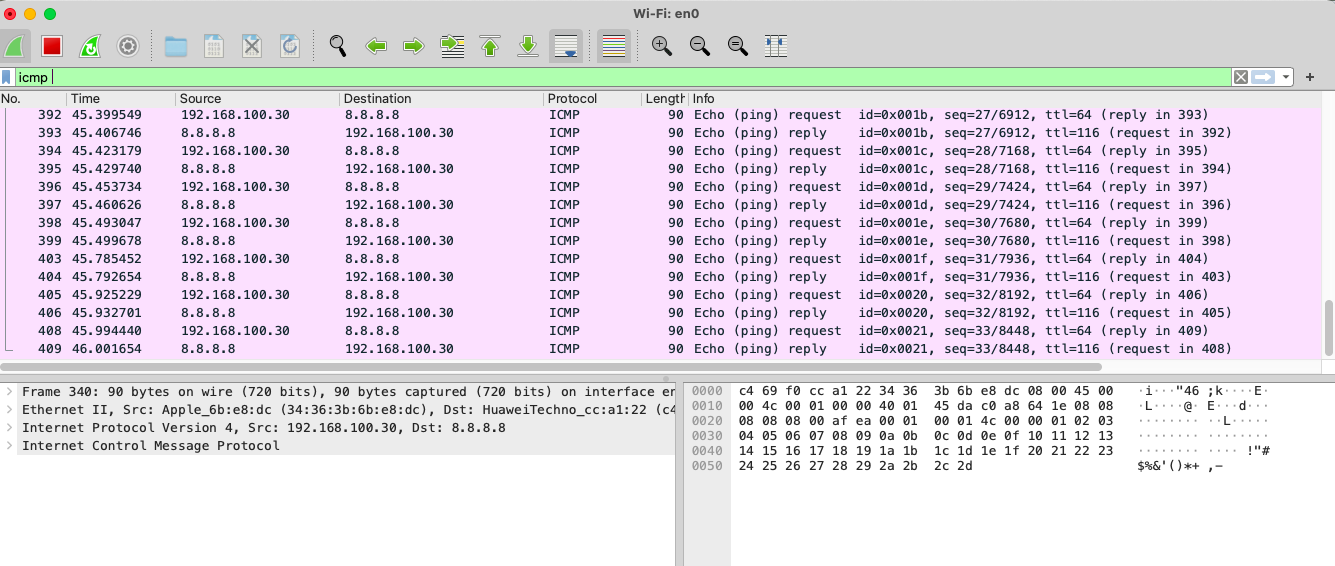 Wi-Fi: en0
icmp
No. Time Source Destination Protocol Length Info
392 45.399549 192.168.100.30 8.8.8.8 ICMP 90 Echo (ping) request id=0x001b, seq=27/6912, ttl=64 (reply in 393)
393 45.406746 8.8.8.8 192.168.100.30 ICMP 90 Echo (ping) reply id=0x001b, seq=27/6912, ttl=116 (request in 392)
394 45.423179 192.168.100.30 8.8.8.8 ICMP 90 Echo (ping) request id=0x001c, seq=28/7168, ttl=64 (reply in 395)
395 45.429740 8.8.8.8 192.168.100.30 ICMP 90 Echo (ping) reply id=0x001c, seq=28/7168, ttl=116 (request in 394)
396 45.453734 192.168.100.30 8.8.8.8 ICMP 90 Echo (ping) request id=0x001d, seq=29/7424, ttl=64 (reply in 397)
397 45.460626 8.8.8.8 192.168.100.30 ICMP 90 Echo (ping) reply id=0x001d, seq=29/7424, ttl=116 (request in 396)
398 45.493047 192.168.100.30 8.8.8.8 ICMP 90 Echo (ping) request id=0x001e, seq=30/7680, ttl=64 (reply in 399)
399 45.499678 8.8.8.8 192.168.100.30 ICMP 90 Echo (ping) reply id=0x001e, seq=30/7680, ttl=116 (request in 398)
403 45.785452 192.168.100.30 8.8.8.8 ICMP 90 Echo (ping) request id=0x001f, seq=31/7936, ttl=64 (reply in 404)
404 45.792654 8.8.8.8 192.168.100.30 ICMP 90 Echo (ping) reply id=0x001f, seq=31/7936, ttl=116 (request in 403)
405 45.925229 192.168.100.30 8.8.8.8 ICMP 90 Echo (ping) request id=0x0020, seq=32/8192, ttl=64 (reply in 406)
406 45.932701 8.8.8.8 192.168.100.30 ICMP 90 Echo (ping) reply id=0x0020, seq=32/8192, ttl=116 (request in 405)
408 45.994440 192.168.100.30 8.8.8.8 ICMP 90 Echo (ping) request id=0x0021, seq=33/8448, ttl=64 (reply in 409)
409 46.001654 8.8.8.8 192.168.100.30 ICMP 90 Echo (ping) reply id=0x0021, seq=33/8448, ttl=116 (request in 408)
Frame 340: 90 bytes on wire (720 bits), 90 bytes captured (720 bits) on interface en
Ethernet II, Src: Apple_6b:e8:dc (34:36:3b:6b:e8:dc), Dst: HuaweiTechno_cc:a1:22 (c4
Internet Protocol Version 4, Src: 192.168.100.30, Dst: 8.8.8.8
Internet Control Message Protocol
0000 c4 69 f0 cc a1 22 34 36 3b 6b e8 dc 08 00 45 00 ·i···"46 ;k····E·
0010 00 4c 00 01 00 00 40 01 45 da c0 a8 64 1e 08 08 ·L····@· E···d···
0020 08 08 08 00 af ea 00 01 00 01 4c 00 00 01 02 03 ········ ··L·····
0030 04 05 06 07 08 09 0a 0b 0c 0d 0e 0f 10 11 12 13 ········ ········
0040 14 15 16 17 18 19 1a 1b 1c 1d 1e 1f 20 21 22 23 ········ ···· !"#
0050 24 25 26 27 28 29 2a 2b 2c 2d $%&'()*+ ,-